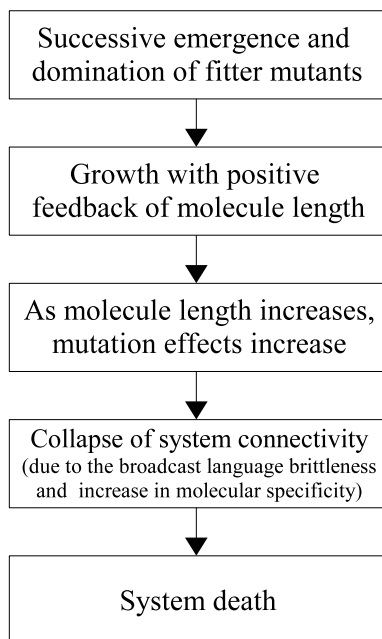 Successive emergence and
domination of fitter mutants
Growth with positive
feedback of molecule length
As molecule length increases,
mutation effects increase
Collapse of system connectivity
(due to the broadcast language brittleness
and increase in molecular specificity)
System death